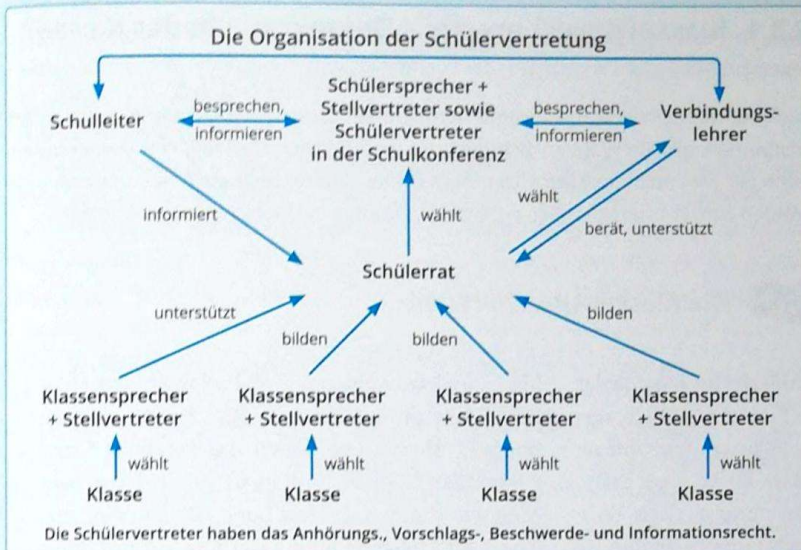 Die Organisation der Schülervertretung
Schulleiter
besprechen,
informieren
Schülersprecher +
Stellvertreter sowie
Schülervertreter
in der Schulkonferenz
besprechen,
informieren
Verbindungs-
lehrer
informiert
wählt
wählt
berät, unterstützt
Schülerrat
unterstützt
bilden
bilden
bilden
Klassensprecher
+ Stellvertreter
Klassensprecher
+ Stellvertreter
Klassensprecher
+ Stellvertreter
Klassensprecher
+ Stellvertreter
wählt
wählt
wählt
wählt
Klasse
Klasse
Klasse
Klasse
Die Schülervertreter haben das Anhörungs., Vorschlags-, Beschwerde- und Informationsrecht.